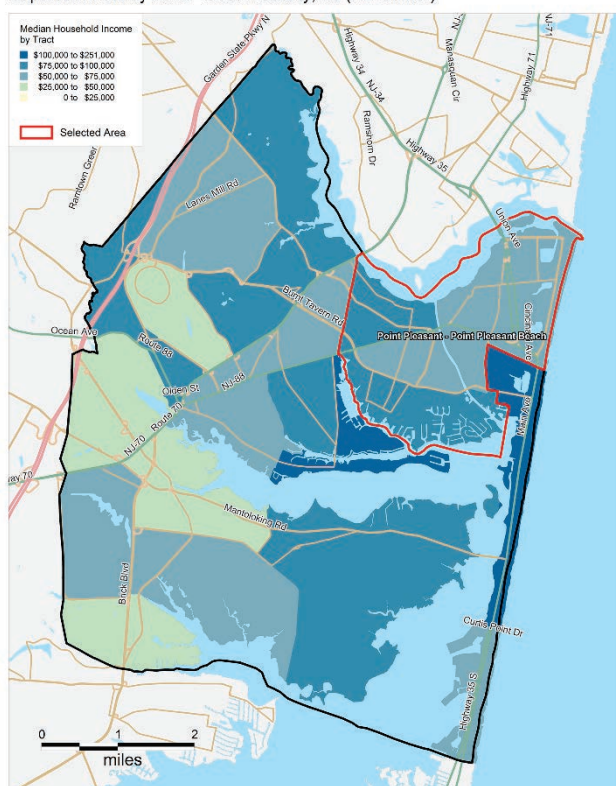 Median Household Income
by Tract
$100,000 to $251,000
$75,000 to $100,000
$50,000 to $75,000
$25,000 to $50,000
0 to $25,000
Selected Area
Garden State Pkwy N
Highway 34
NJ-34
Manasquan Cir
Highway 71
NJ-71
Ramshorn Dr
Highway 35
Ramtown Green
Lanes Mill Rd
Union Ave
Burnt Tavern Rd
Ocean Ave
Route 88
Point Pleasant - Point Pleasant Beach
Olden St
NJ-88
Route 70
NJ-70
way 70
Mantoloking Rd
Brick Blvd
Curtis Point Dr
Highway 35 S
0 1 2
miles